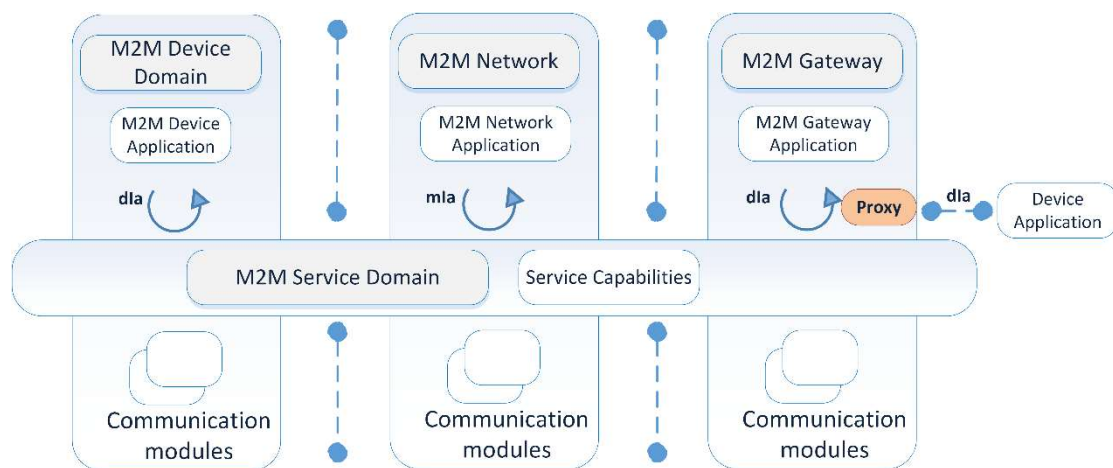 M2M Device
Domain
M2M Network
M2M Gateway
M2M Device
Application
M2M Network
Application
M2M Gateway
Application
dIa
mIa
dIa
Proxy
dIa
Device
Application
M2M Service Domain
Service Capabilities
Communication
modules
Communication
modules
Communication
modules